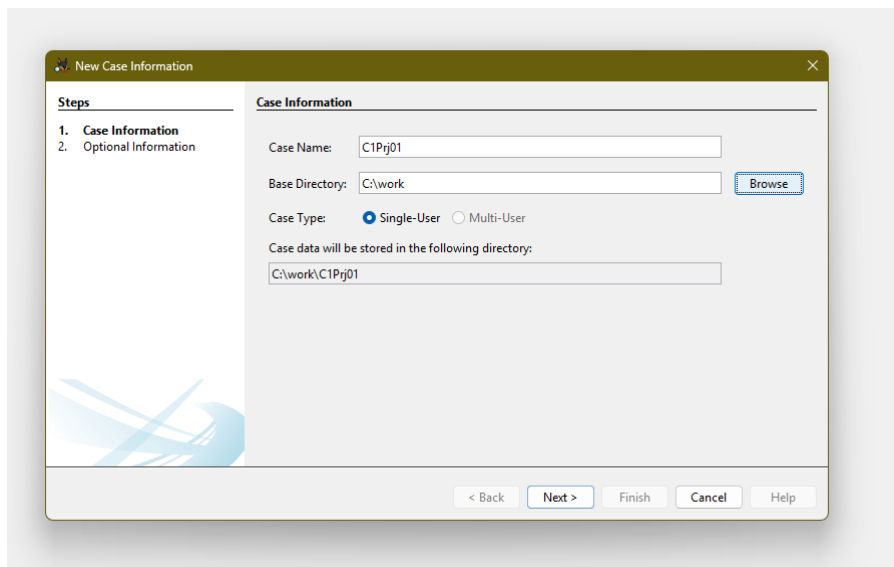 New Case Information
Steps
1. Case Information
2. Optional Information
Case Information
Case Name: C1Prj01
Base Directory: C:\work Browse
Case Type: Single-User Multi-User
Case data will be stored in the following directory:
C:\work\C1Prj01
< Back Next > Finish Cancel Help